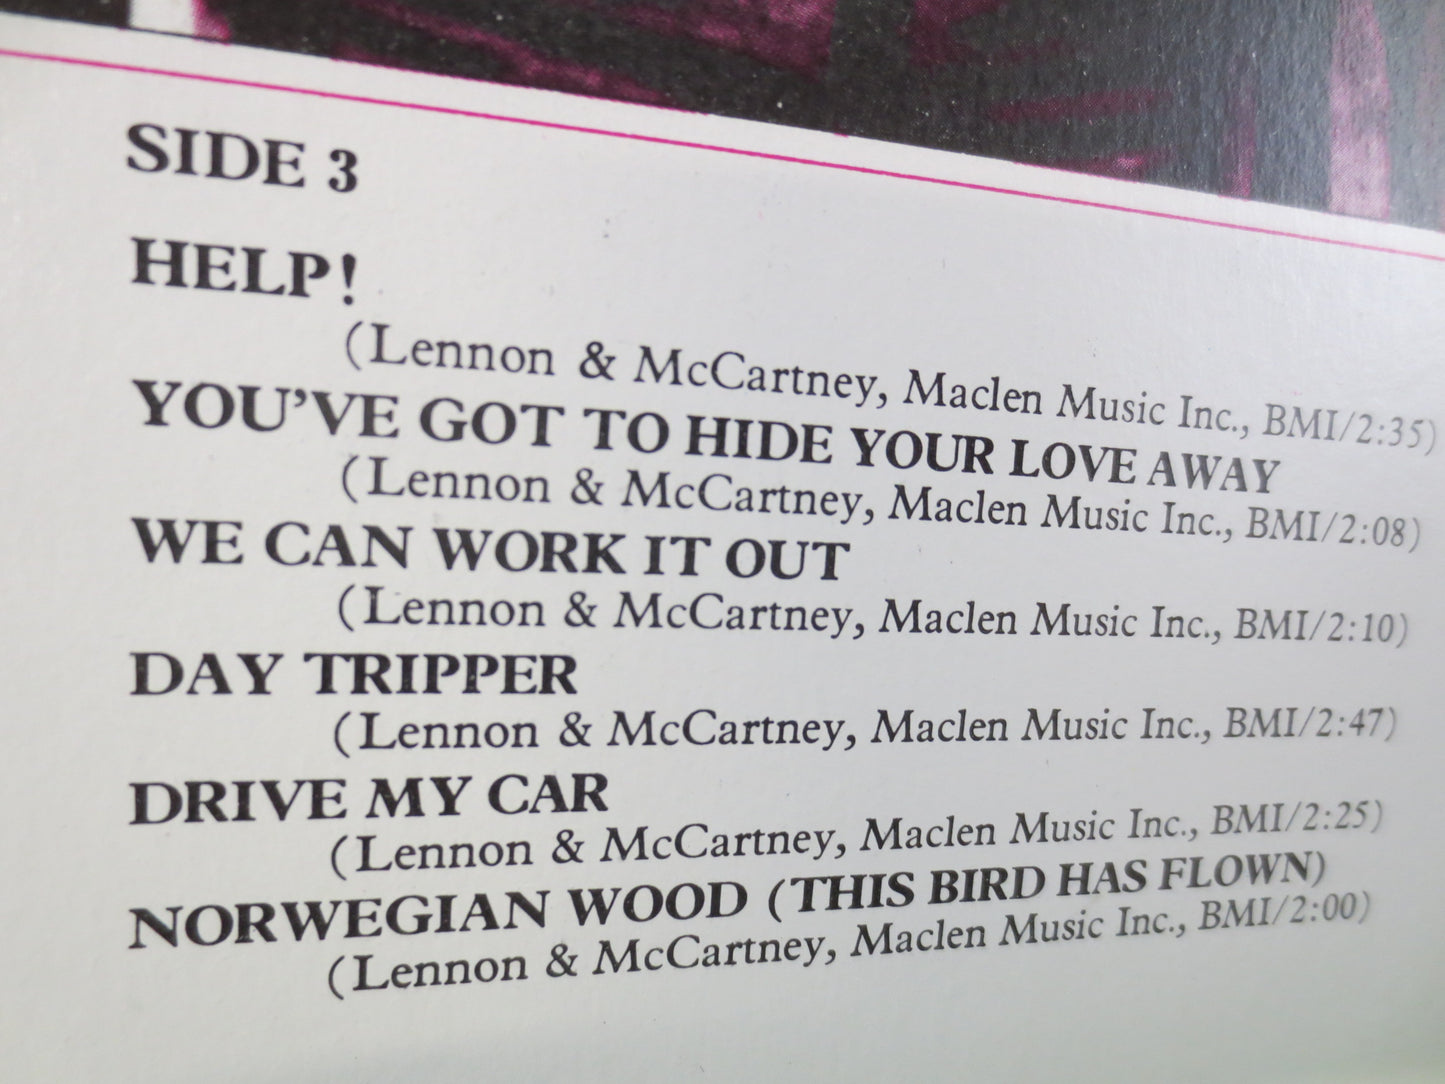 SIDE 3
HELP!
(Lennon & McCartney, Maclen Music Inc., BMI/2:35)
YOU'VE GOT TO HIDE YOUR LOVE AWAY
(Lennon & McCartney, Maclen Music Inc., BMI/2:08)
WE CAN WORK IT OUT
(Lennon & McCartney, Maclen Music Inc., BMI/2:10)
DAY TRIPPER
(Lennon & McCartney, Maclen Music Inc., BMI/2:47)
DRIVE MY CAR
(Lennon & McCartney, Maclen Music Inc., BMI/2:25)
NORWEGIAN WOOD (THIS BIRD HAS FLOWN)
(Lennon & McCartney, Maclen Music Inc., BMI/2:00)